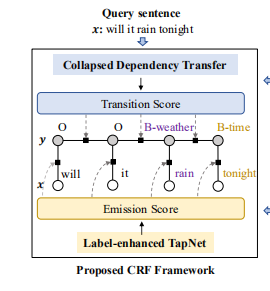 Query sentence
x: will it rain tonight
Collapsed Dependency Transfer
Transition Score
O O B-weather B-time
y
will it rain tonight
x
Emission Score
Label-enhanced TapNet
Proposed CRF Framework